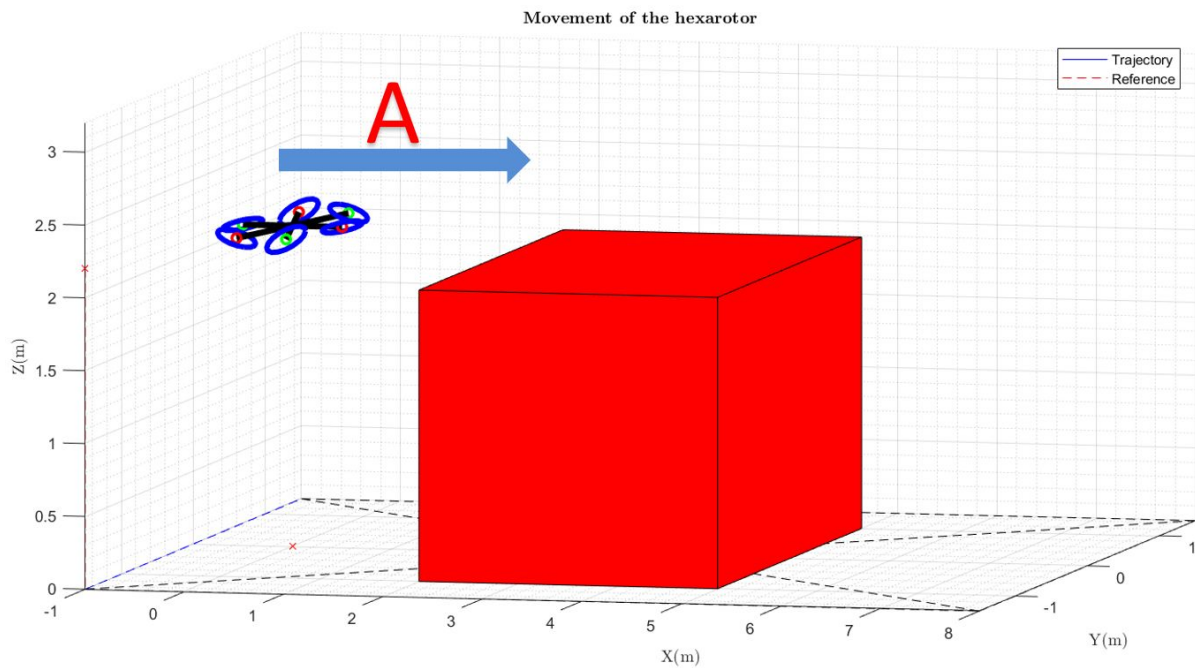 Movement of the hexarotor
Trajectory
Reference
A
3
2.5
2
1.5
1
0.5
0
Z(m)
-1
0
1
2
3
4
5
6
7
8
X(m)
-1
0
1
Y(m)